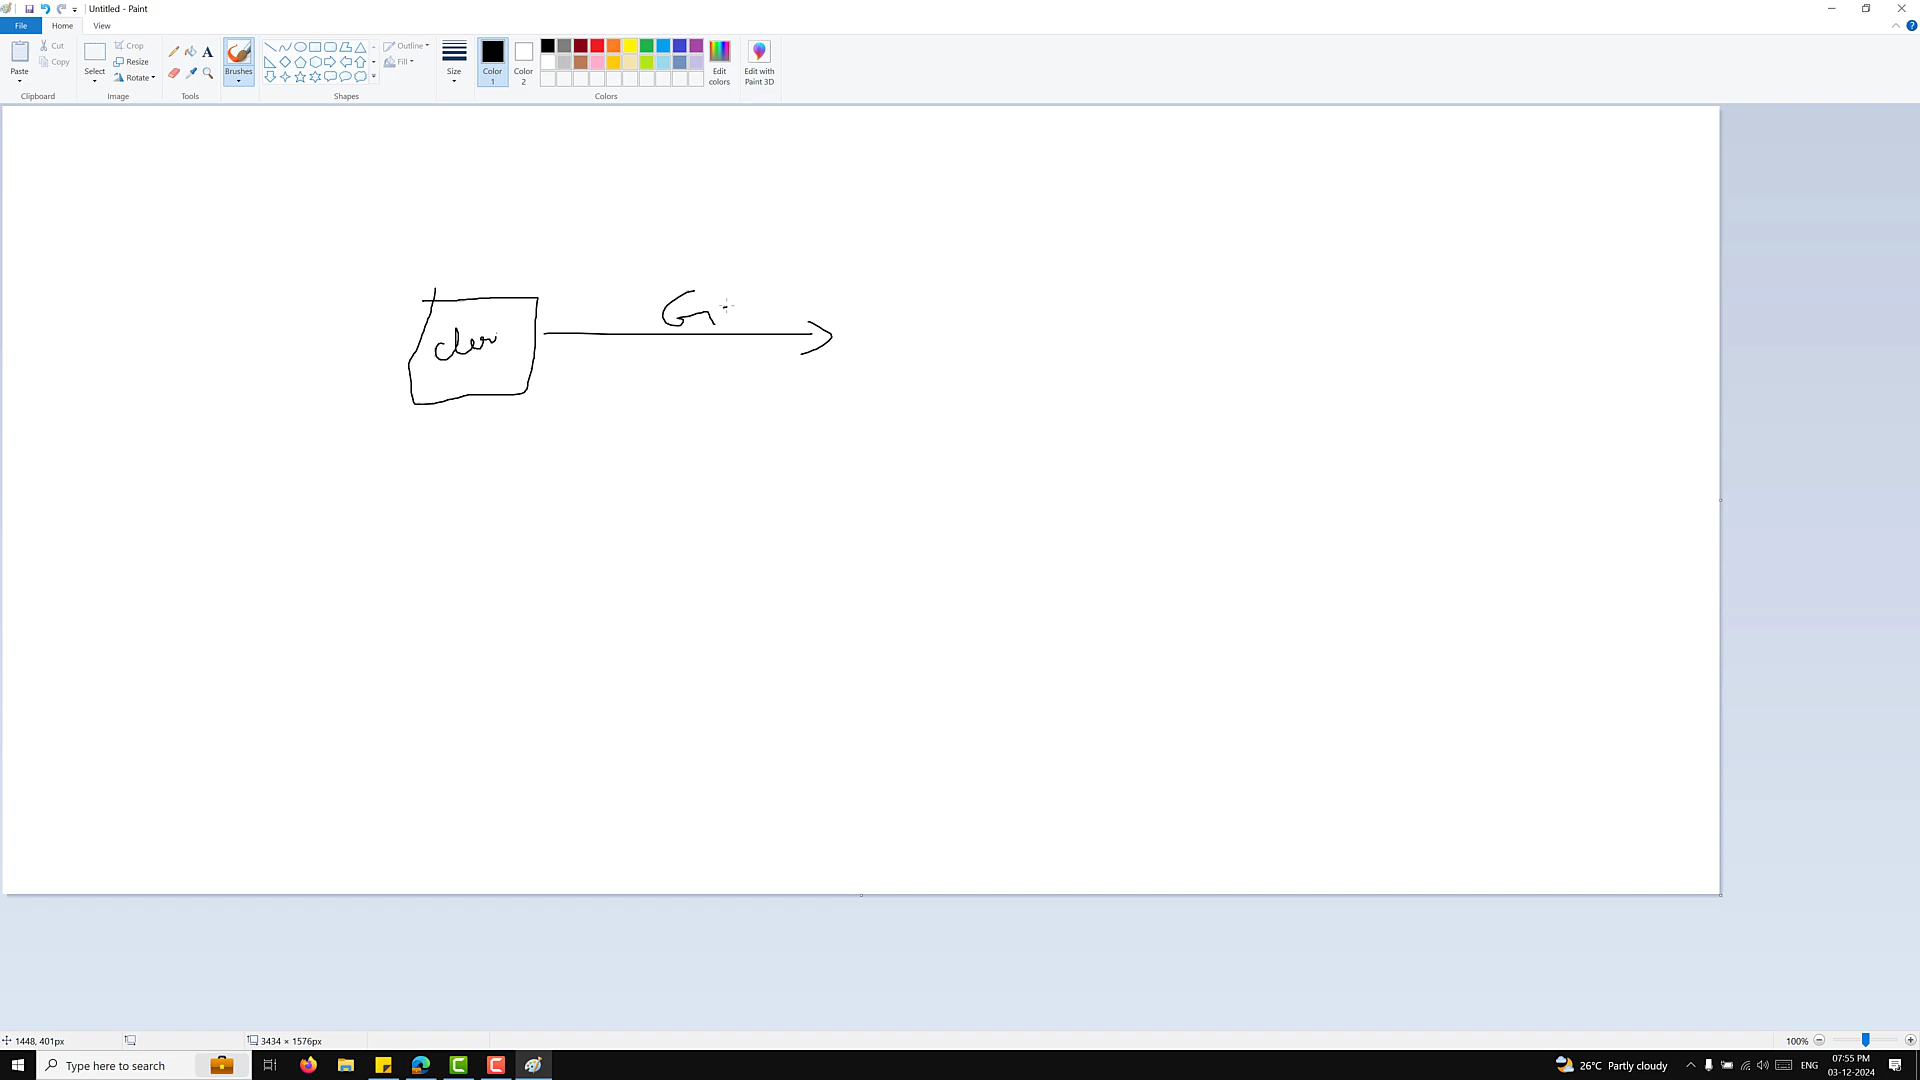 Untitled - Paint
File Home View
Paste Cut Copy Select Crop Resize Rotate A Brushes Outline Fill Size Color 1 Color 2 Edit colors Edit with Paint 3D
Clipboard Image Tools Shapes Colors
1448, 401px 3434 × 1576px 100%
Type here to search 26°C Partly cloudy ENG 07:55 PM 03-12-2024